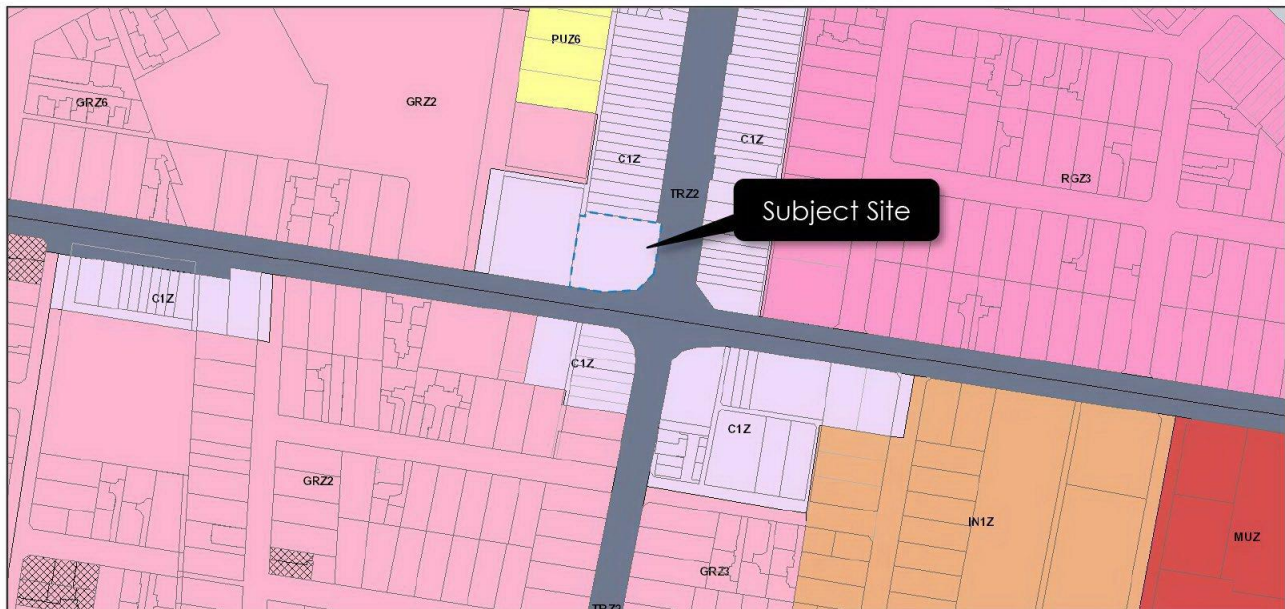 PUZ6
GRZ6
GRZ2
C1Z
C1Z
TRZ2
RGZ3
Subject Site
C1Z
C1Z
C1Z
GRZ2
IN1Z
MUZ
GRZ3
TRZ2